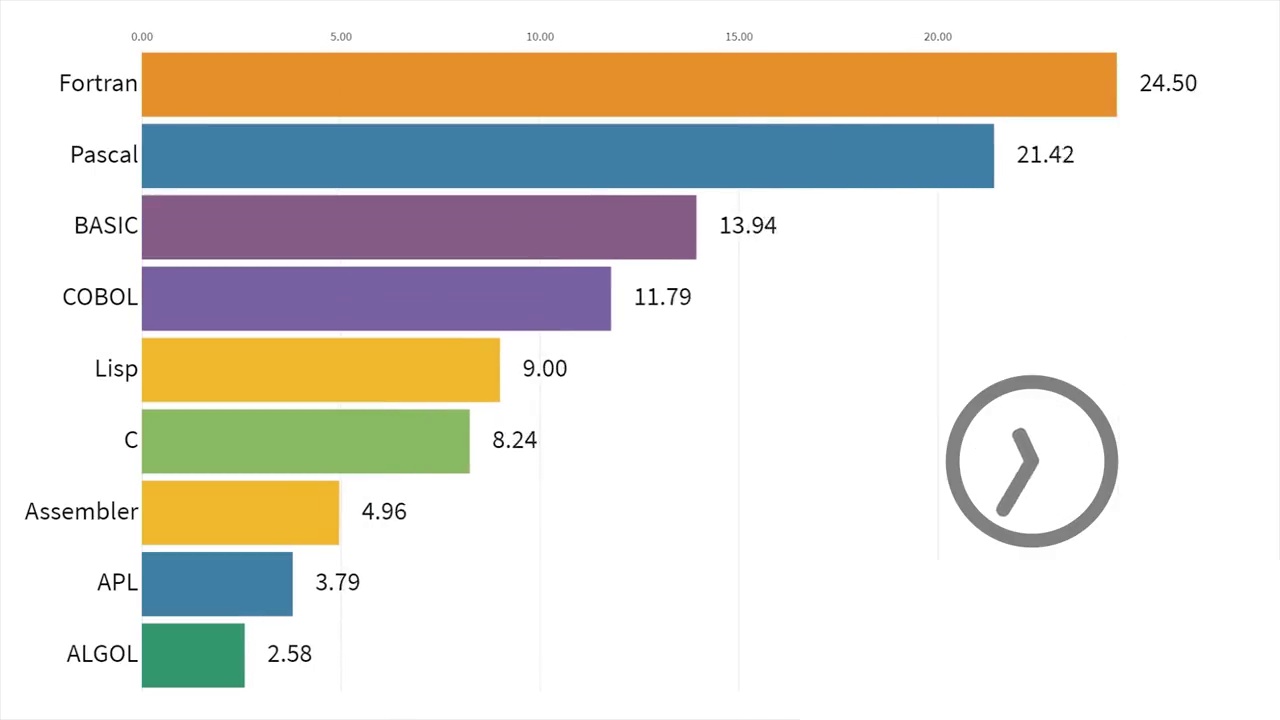 0.00 5.00 10.00 15.00 20.00
Fortran 24.50
Pascal 21.42
BASIC 13.94
COBOL 11.79
Lisp 9.00
C 8.24
Assembler 4.96
APL 3.79
ALGOL 2.58